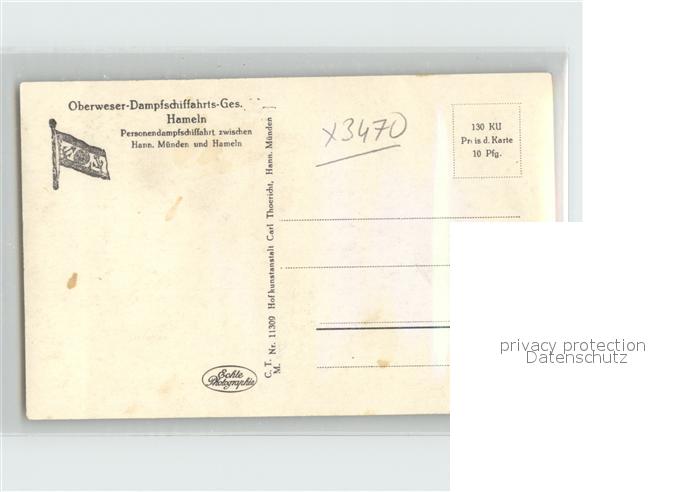 Oberweser-Dampfschiffahrts-Ges.
Hameln
Personendampfschiffahrt zwischen
Hann. Münden und Hameln
C. T. M. Nr. 11309 Hofkunstanstalt Carl Thoericht, Hann. Münden
Echte
Photographie
x3470
130 KU
Preis d. Karte
10 Pfg.
privacy protection
Datenschutz